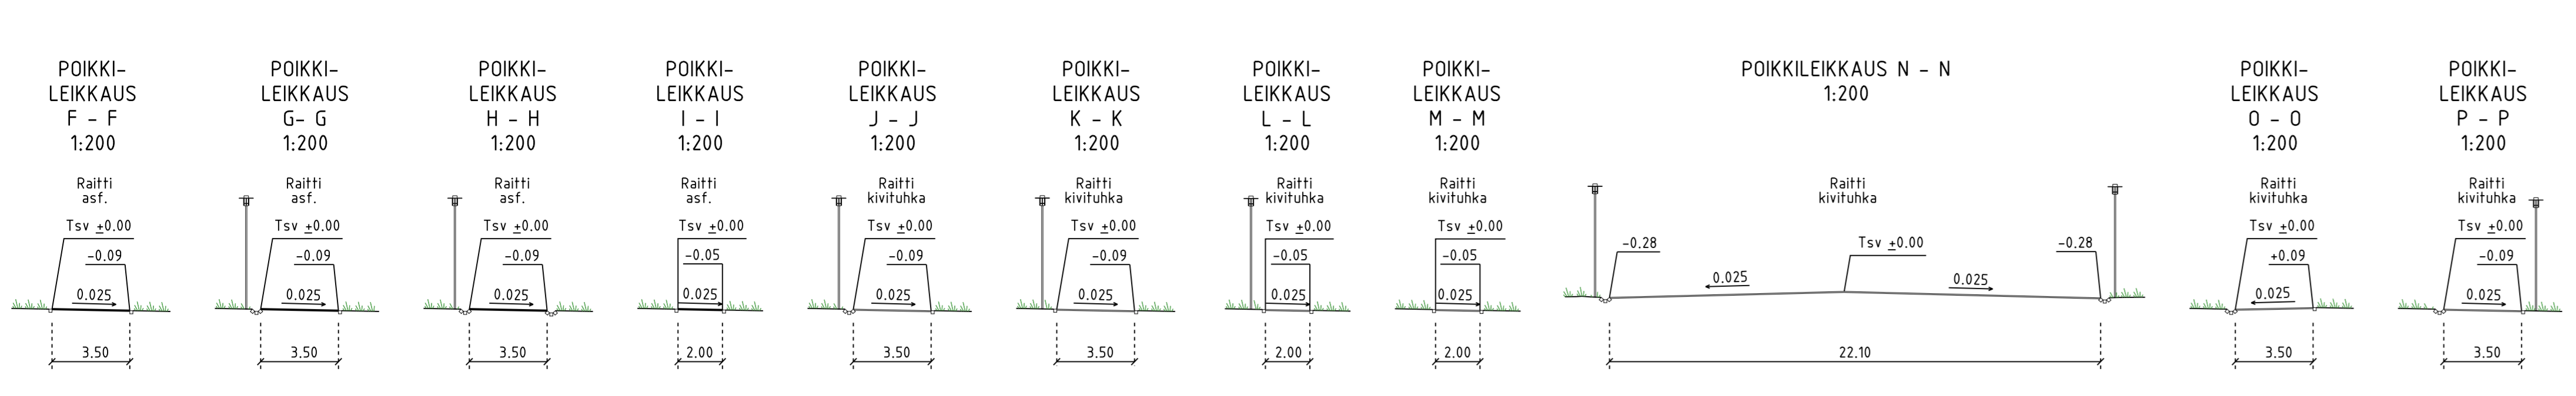 POIKKI-
LEIKKAUS
F - F
1:200
Raitti
asf.
Tsv ±0.00
-0.09
0.025
3.50
POIKKI-
LEIKKAUS
G- G
1:200
Raitti
asf.
Tsv ±0.00
-0.09
0.025
3.50
POIKKI-
LEIKKAUS
H - H
1:200
Raitti
asf.
Tsv ±0.00
-0.09
0.025
3.50
POIKKI-
LEIKKAUS
I - I
1:200
Raitti
asf.
Tsv ±0.00
-0.05
0.025
2.00
POIKKI-
LEIKKAUS
J - J
1:200
Raitti
kivituhka
Tsv ±0.00
-0.09
0.025
3.50
POIKKI-
LEIKKAUS
K - K
1:200
Raitti
kivituhka
Tsv ±0.00
-0.09
0.025
3.50
POIKKI-
LEIKKAUS
L - L
1:200
Raitti
kivituhka
Tsv ±0.00
-0.05
0.025
2.00
POIKKI-
LEIKKAUS
M - M
1:200
Raitti
kivituhka
Tsv ±0.00
-0.05
0.025
2.00
POIKKILEIKKAUS N - N
1:200
Raitti
kivituhka
-0.28
Tsv ±0.00
-0.28
0.025
0.025
22.10
POIKKI-
LEIKKAUS
O - O
1:200
Raitti
kivituhka
Tsv ±0.00
+0.09
0.025
3.50
POIKKI-
LEIKKAUS
P - P
1:200
Raitti
kivituhka
Tsv ±0.00
-0.09
0.025
3.50